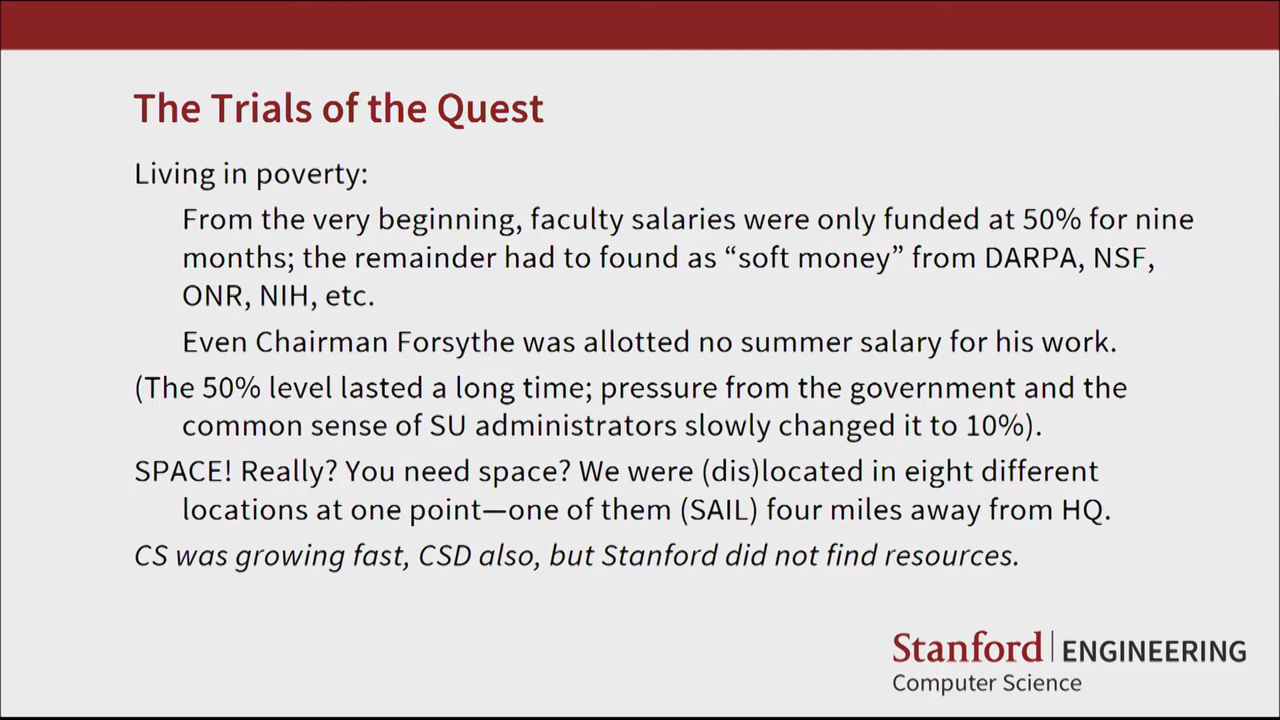 The Trials of the Quest
Living in poverty:
From the very beginning, faculty salaries were only funded at 50% for nine
months; the remainder had to found as “soft money” from DARPA, NSF,
ONR, NIH, etc.
Even Chairman Forsythe was allotted no summer salary for his work.
(The 50% level lasted a long time; pressure from the government and the
common sense of SU administrators slowly changed it to 10%).
SPACE! Really? You need space? We were (dis)located in eight different
locations at one point—one of them (SAIL) four miles away from HQ.
CS was growing fast, CSD also, but Stanford did not find resources.
Stanford | ENGINEERING
Computer Science